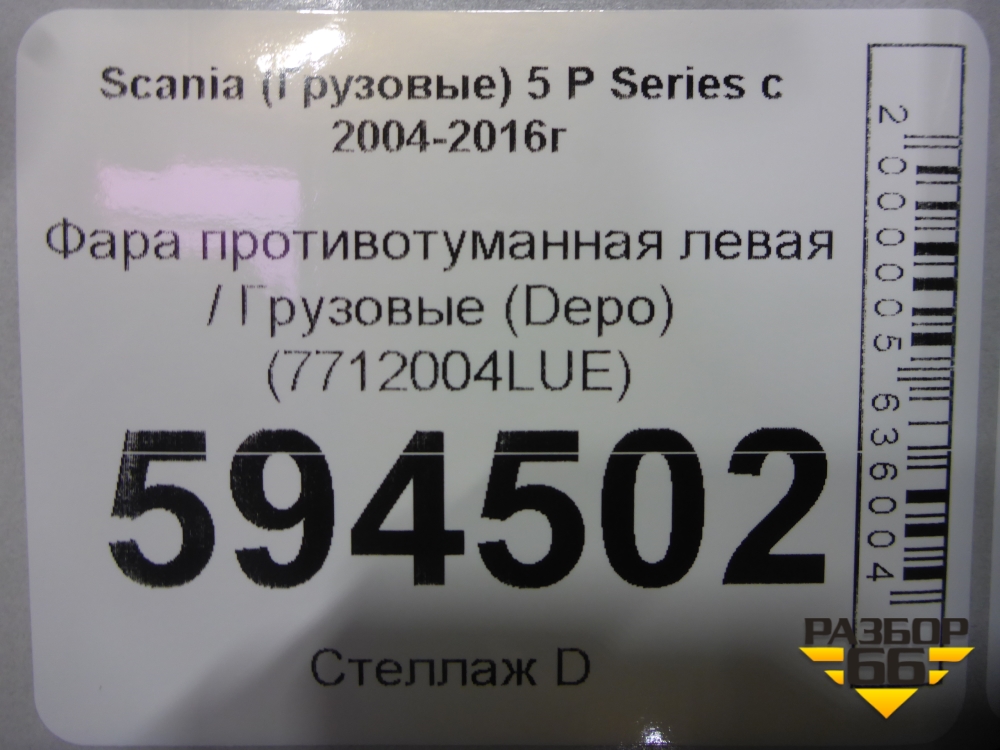 Scania (Грузовые) 5 P Series с
2004-2016г
Фара противотуманная левая
/ Грузовые (Depo)
(7712004LUE)
594502
Стеллаж D
2000005636004
РАЗБОР
66